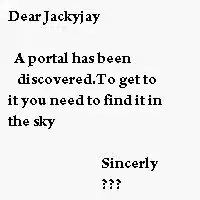 Dear Jackyjay
A portal has been
discovered.To get to
it you need to find it in
the sky
Sincerly
???